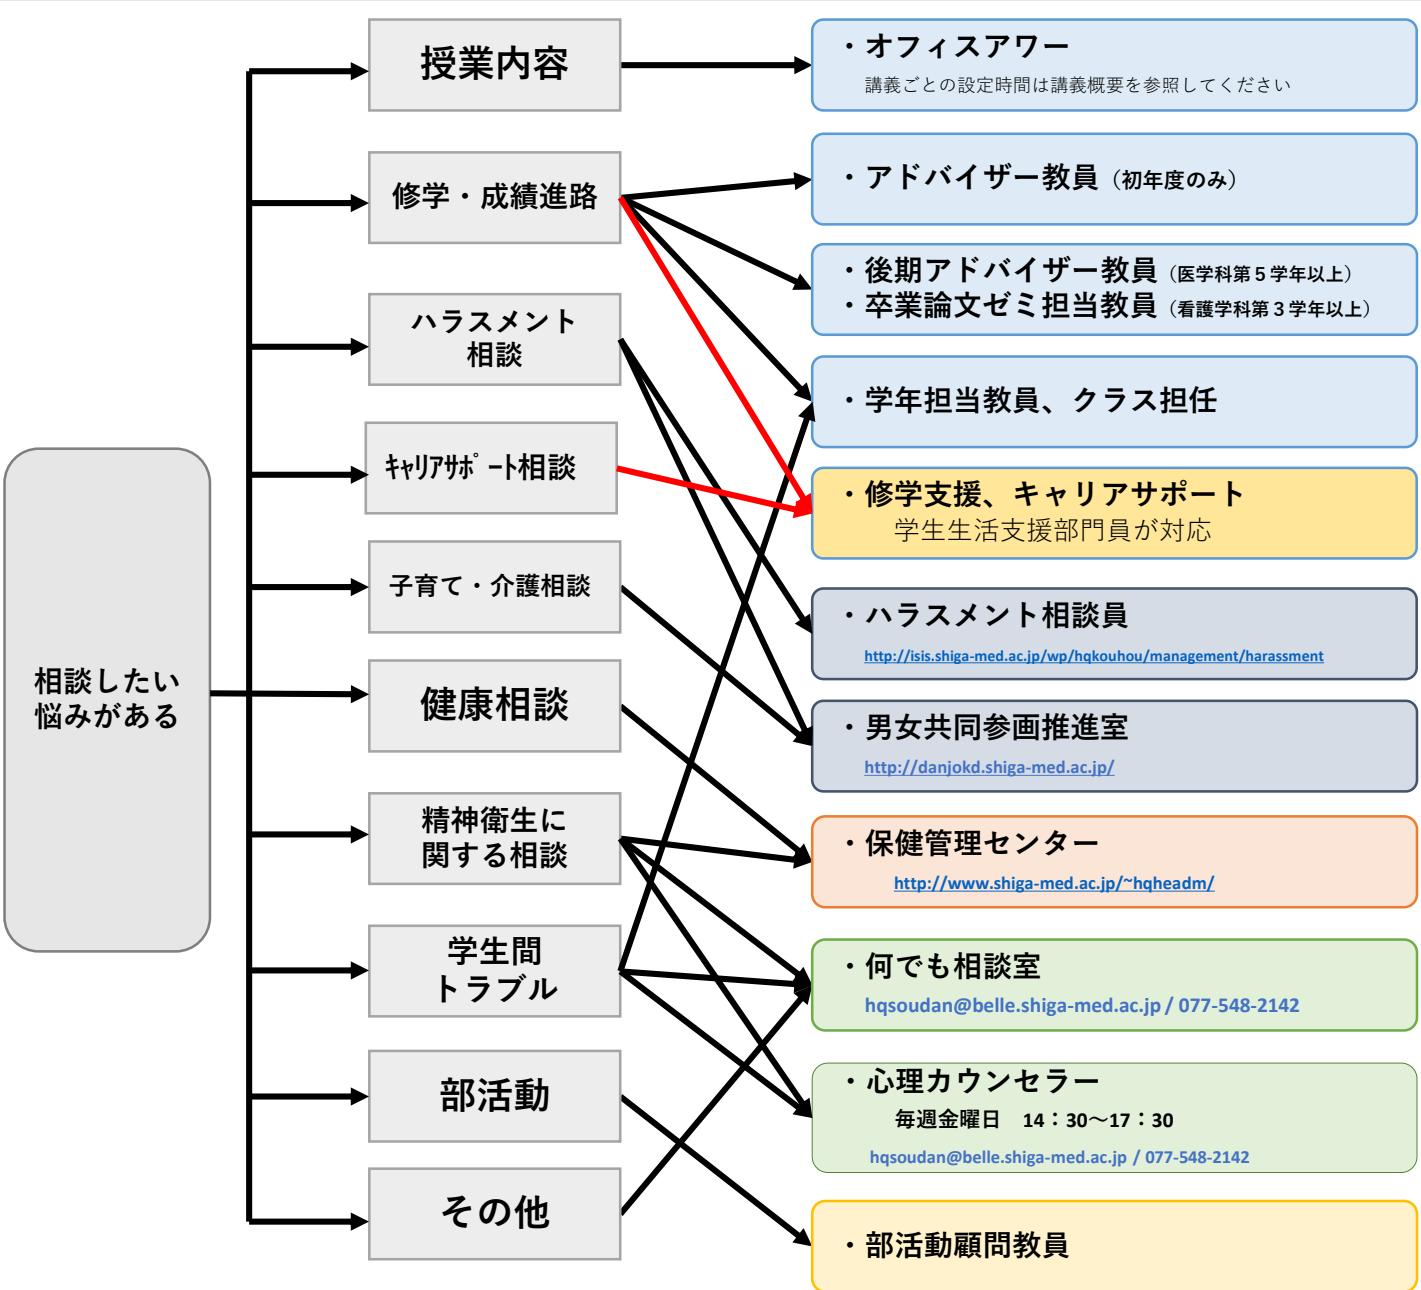 相談したい
悩みがある
授業内容
修学・成績進路
ハラスメント
相談
ｷｬﾘｱｻﾎﾟｰﾄ相談
子育て・介護相談
健康相談
精神衛生に
関する相談
学生間
トラブル
部活動
その他
・オフィスアワー
講義ごとの設定時間は講義概要を参照してください
・アドバイザー教員（初年度のみ）
・後期アドバイザー教員（医学科第５学年以上）
・卒業論文ゼミ担当教員（看護学科第３学年以上）
・学年担当教員、クラス担任
・修学支援、キャリアサポート
学生生活支援部門員が対応
・ハラスメント相談員
http://isis.shiga-med.ac.jp/wp/hqkouhou/management/harassment
・男女共同参画推進室
http://danjokd.shiga-med.ac.jp/
・保健管理センター
http://www.shiga-med.ac.jp/~hqheadm/
・何でも相談室
hqsoudan@belle.shiga-med.ac.jp / 077-548-2142
・心理カウンセラー
毎週金曜日　14：30～17：30
hqsoudan@belle.shiga-med.ac.jp / 077-548-2142
・部活動顧問教員